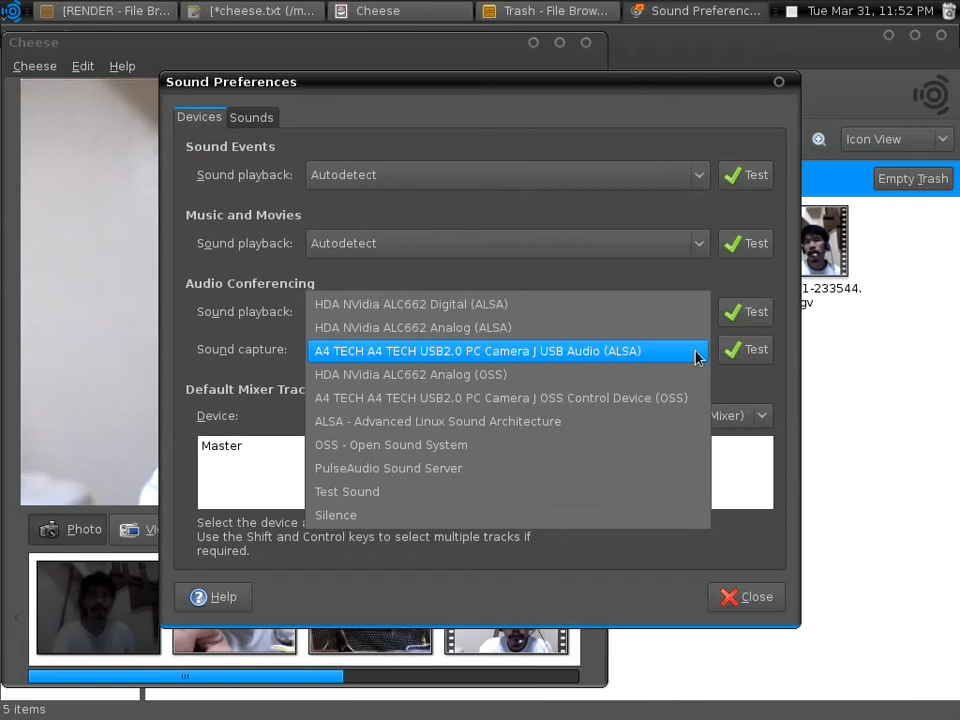 [RENDER - File Br...
[*cheese.txt (/m...
Cheese
Trash - File Brow...
Sound Preferenc...
Tue Mar 31, 11:52 PM
Cheese
Cheese Edit Help
Sound Preferences
Devices
Sounds
Icon View
Sound Events
Sound playback:
Autodetect
Test
Empty Trash
Music and Movies
Sound playback:
Autodetect
Test
Audio Conferencing
1-233544.
gv
Sound playback:
Test
Sound capture:
Test
HDA NVidia ALC662 Digital (ALSA)
HDA NVidia ALC662 Analog (ALSA)
A4 TECH A4 TECH USB2.0 PC Camera J USB Audio (ALSA)
HDA NVidia ALC662 Analog (OSS)
A4 TECH A4 TECH USB2.0 PC Camera J OSS Control Device (OSS)
ALSA - Advanced Linux Sound Architecture
OSS - Open Sound System
PulseAudio Sound Server
Test Sound
Silence
Default Mixer Trac
Device:
Mixer)
Master
Select the device a
Use the Shift and Control keys to select multiple tracks if
required.
Photo
Vi
Help
Close
5 items